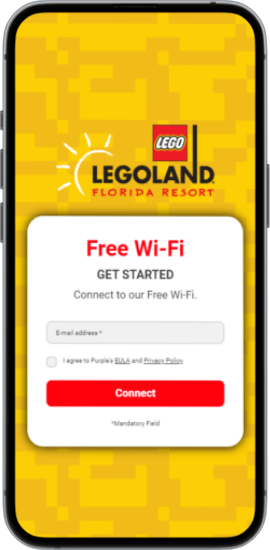 LEGO
LEGOLAND
FLORIDA RESORT
Free Wi-Fi
GET STARTED
Connect to our Free Wi-Fi.
E-mail address *
I agree to Purple's EULA and Privacy Policy
Connect
*Mandatory Field